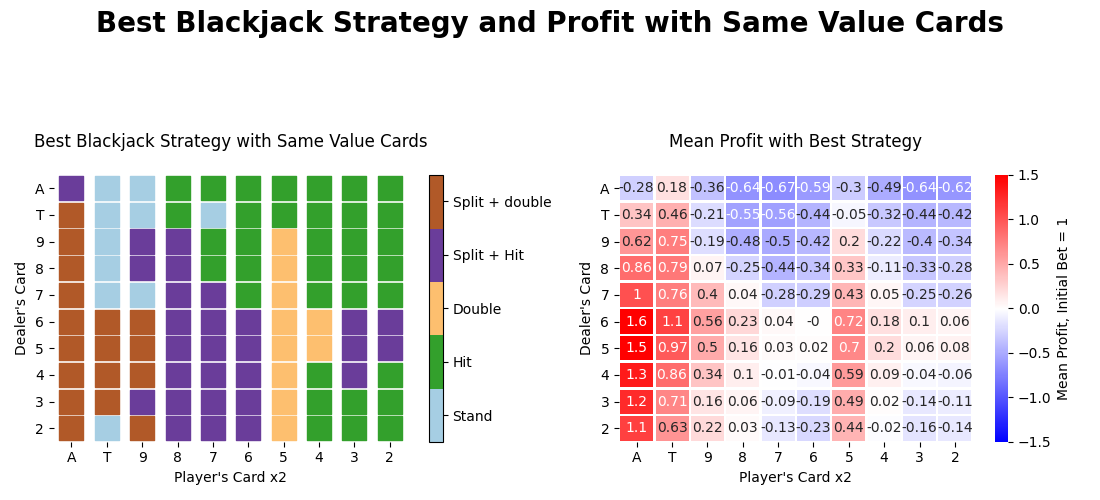 Best Blackjack Strategy and Profit with Same Value Cards
Best Blackjack Strategy with Same Value Cards
Dealer's Card
A
T
9
8
7
6
5
4
3
2
A T 9 8 7 6 5 4 3 2
Player's Card x2
Split + double
Split + Hit
Double
Hit
Stand
Mean Profit with Best Strategy
Dealer's Card
A -0.28 0.18 -0.36 -0.64 -0.67 -0.59 -0.3 -0.49 -0.64 -0.62
T 0.34 0.46 -0.21 -0.55 -0.56 -0.44 -0.05 -0.32 -0.44 -0.42
9 0.62 0.75 -0.19 -0.48 -0.5 -0.42 0.2 -0.22 -0.4 -0.34
8 0.86 0.79 0.07 -0.25 -0.44 -0.34 0.33 -0.11 -0.33 -0.28
7 1 0.76 0.4 0.04 -0.28 -0.29 0.43 0.05 -0.25 -0.26
6 1.6 1.1 0.56 0.23 0.04 -0 0.72 0.18 0.1 0.06
5 1.5 0.97 0.5 0.16 0.03 0.02 0.7 0.2 0.06 0.08
4 1.3 0.86 0.34 0.1 -0.01 -0.04 0.59 0.09 -0.04 -0.06
3 1.2 0.71 0.16 0.06 -0.09 -0.19 0.49 0.02 -0.14 -0.11
2 1.1 0.63 0.22 0.03 -0.13 -0.23 0.44 -0.02 -0.16 -0.14
A T 9 8 7 6 5 4 3 2
Player's Card x2
1.5
1.0
0.5
0.0
−0.5
−1.0
−1.5
Mean Profit, Initial Bet = 1